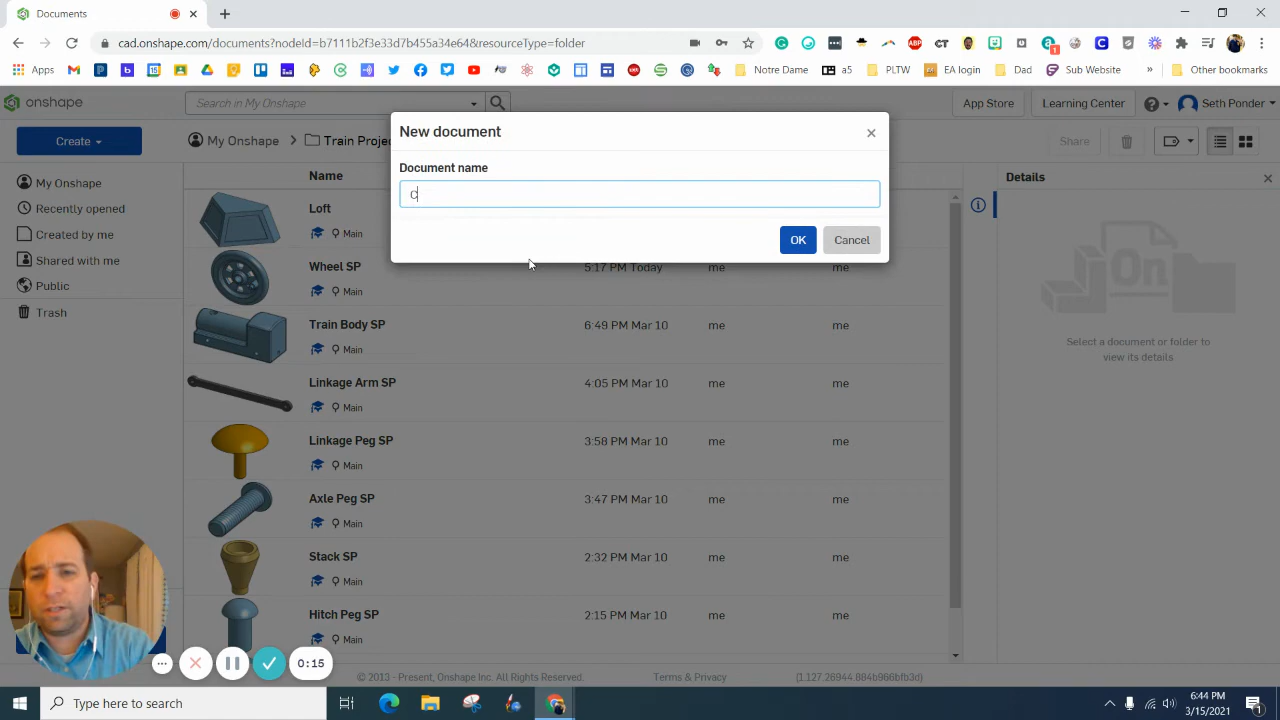 Documents
cad.onshape.com/documents?nodeId=b7111b2f3e33d7b455a34e64&resourceType=folder
Apps
Notre Dame
a5
PLTW
EA login
Dad
Sub Website
»
Other bookmarks
onshape
Search in My Onshape
App Store
Learning Center
Seth Ponder
Create
My Onshape
Train Proje
Share
New document
×
Document name
C
OK
Cancel
My Onshape
Recently opened
Created by me
Shared with me
Public
Trash
Name
Loft
Main
Wheel SP
5:17 PM Today
me
me
Main
Train Body SP
6:49 PM Mar 10
me
me
Main
Linkage Arm SP
4:05 PM Mar 10
me
me
Main
Linkage Peg SP
3:58 PM Mar 10
me
me
Main
Axle Peg SP
3:47 PM Mar 10
me
me
Main
Stack SP
2:32 PM Mar 10
me
me
Main
Hitch Peg SP
2:15 PM Mar 10
me
me
Main
Details
On
Select a document or folder to
view its details
0:15
© 2013 - Present, Onshape Inc. All Rights Reserved.
Terms & Privacy
(1.127.26944.884b966bfb3d)
Type here to search
6:44 PM
3/15/2021